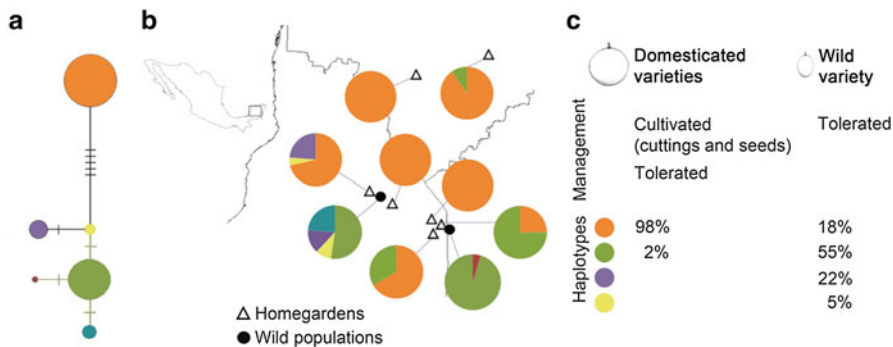 a
b
c
Domesticated varieties
Wild variety
Management
Cultivated (cuttings and seeds)
Tolerated
Tolerated
Haplotypes
98% 18%
2% 55%
22%
5%
Homegardens
Wild populations